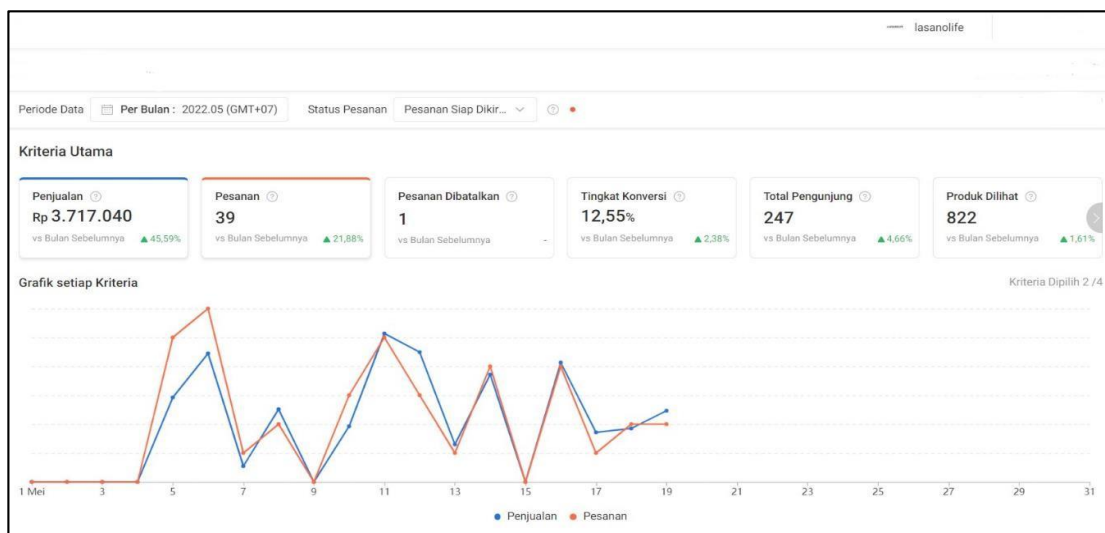 lasanolife
Periode Data Per Bulan : 2022.05 (GMT+07) Status Pesanan Pesanan Siap Dikir...
Kriteria Utama
Penjualan
Rp 3.717.040
vs Bulan Sebelumnya 45,59%
Pesanan
39
vs Bulan Sebelumnya 21,88%
Pesanan Dibatalkan
1
vs Bulan Sebelumnya -
Tingkat Konversi
12,55%
vs Bulan Sebelumnya 2,38%
Total Pengunjung
247
vs Bulan Sebelumnya 4,66%
Produk Dilihat
822
vs Bulan Sebelumnya 1,61%
Grafik setiap Kriteria Kriteria Dipilih 2 /4
1 Mei 3 5 7 9 11 13 15 17 19 21 23 25 27 29 31
Penjualan Pesanan